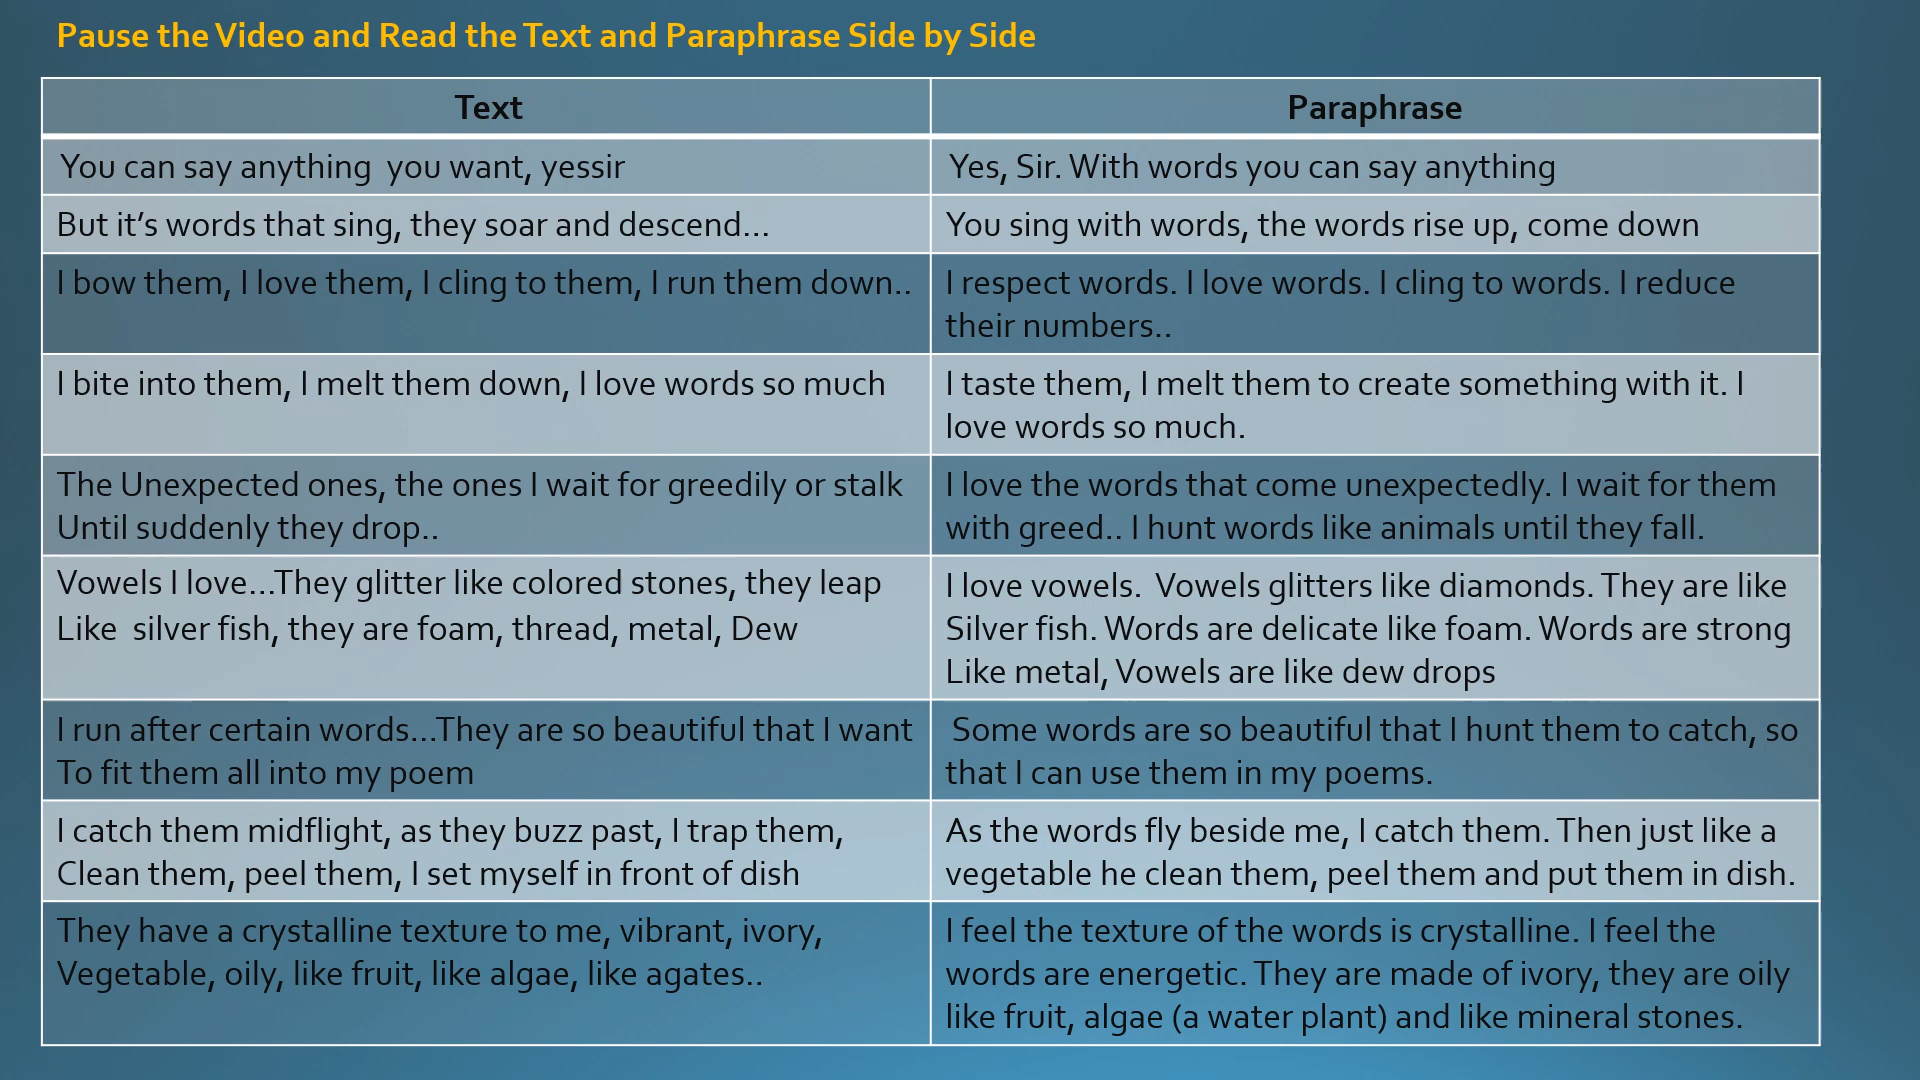 Pause the Video and Read the Text and Paraphrase Side by Side
Text
Paraphrase
You can say anything  you want, yessir
Yes, Sir. With words you can say anything
But it’s words that sing, they soar and descend…
You sing with words, the words rise up, come down
I bow them, I love them, I cling to them, I run them down..
I respect words. I love words. I cling to words. I reduce
their numbers..
I bite into them, I melt them down, I love words so much
I taste them, I melt them to create something with it. I
love words so much.
The Unexpected ones, the ones I wait for greedily or stalk
Until suddenly they drop..
I love the words that come unexpectedly. I wait for them
with greed.. I hunt words like animals until they fall.
Vowels I love…They glitter like colored stones, they leap
Like  silver fish, they are foam, thread, metal, Dew
I love vowels.  Vowels glitters like diamonds. They are like
Silver fish. Words are delicate like foam. Words are strong
Like metal, Vowels are like dew drops
I run after certain words…They are so beautiful that I want
To fit them all into my poem
Some words are so beautiful that I hunt them to catch, so
that I can use them in my poems.
I catch them midflight, as they buzz past, I trap them,
Clean them, peel them, I set myself in front of dish
As the words fly beside me, I catch them. Then just like a
vegetable he clean them, peel them and put them in dish.
They have a crystalline texture to me, vibrant, ivory,
Vegetable, oily, like fruit, like algae, like agates..
I feel the texture of the words is crystalline. I feel the
words are energetic. They are made of ivory, they are oily
like fruit, algae (a water plant) and like mineral stones.